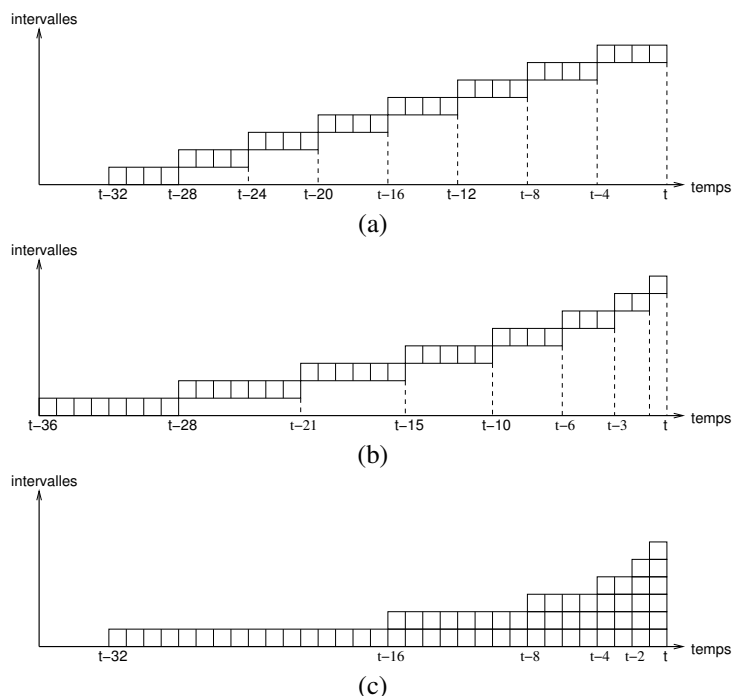 intervalles
t−32 t−28 t−24 t−20 t−16 t−12 t−8 t−4 t temps
(a)
intervalles
t−36 t−28 t−21 t−15 t−10 t−6 t−3 t temps
(b)
intervalles
t−32 t−16 t−8 t−4 t−2 t temps
(c)